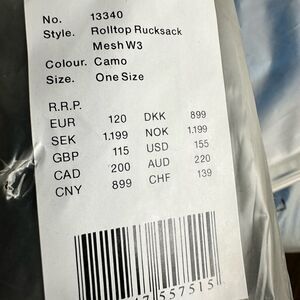 No. 13340
Style. Rolltop Rucksack
Mesh W3
Colour. Camo
Size. One Size
R.R.P.
EUR 120 DKK 899
SEK 1.199 NOK 1.199
GBP 115 USD 155
CAD 200 AUD 220
CNY 899 CHF 139
7557515